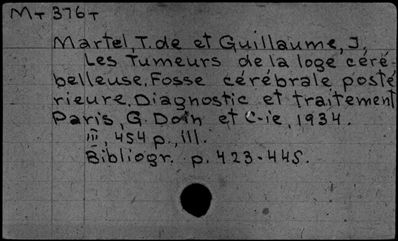 M-T 376T
Martel, T. de et Guillaume, J,
Les Tumeurs de la loge céré-
belleuse. Fosse cérébrale posté
rieure. Diagnostic et traitement
Paris, G. Doin et C-ie, 1934.
III, 454 p., ill.
Bibliogr. p. 423-445.